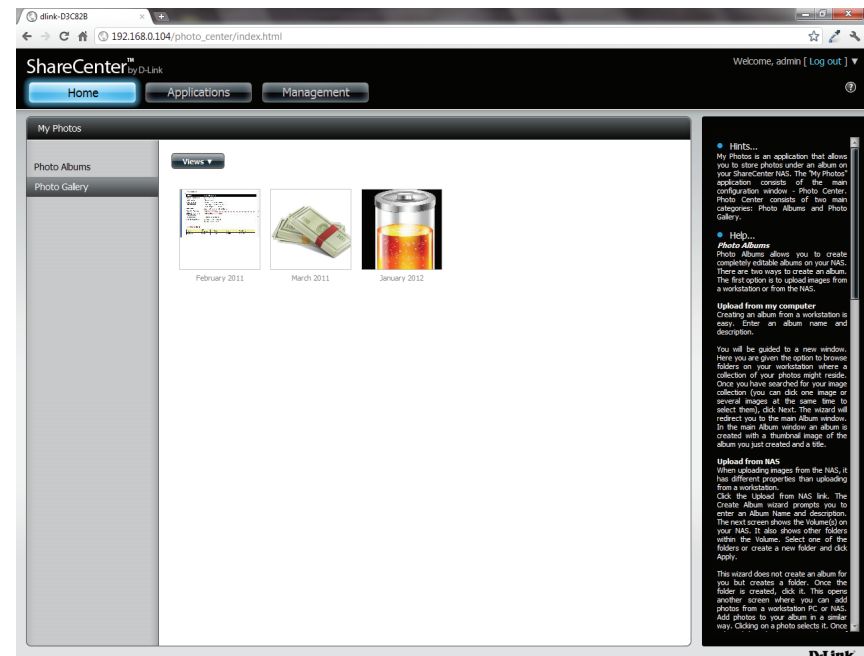 dlink-D3C82B
192.168.0.104/photo_center/index.html
ShareCenter™ by D-Link
Welcome, admin [ Log out ] ▼
Home
Applications
Management
My Photos
Photo Albums
Photo Gallery
Views ▼
February 2011
March 2011
January 2012
Hints...
My Photos is an application that allows
you to store photos under an album on
your ShareCenter NAS. The "My Photos"
application consists of the main
configuration window - Photo Center.
Photo Center consists of two main
categories: Photo Albums and Photo
Gallery.
Help...
Photo Albums
Photo Albums allows you to create
completely editable albums on your NAS.
There are two ways to create an album.
The first option is to upload images from
a workstation or from the NAS.
Upload from my computer
Creating an album from a workstation is
easy. Enter an album name and
description.
You will be guided to a new window.
Here you are given the option to browse
folders on your workstation where a
collection of your photos might reside.
Once you have searched for your image
collection (you can click one image or
several images at the same time to
select them), click Next. The wizard will
redirect you to the main Album window.
In the main Album window an album is
created with a thumbnail image of the
album you just created and a title.
Upload from NAS
When uploading images from the NAS, it
has different properties than uploading
from a workstation.
Click the Upload from NAS link. The
Create Album wizard prompts you to
enter an Album Name and description.
The next screen shows the Volume(s) on
your NAS. It also shows other folders
within the Volume. Select one of the
folders or create a new folder and click
Apply.
This wizard does not create an album for
you but creates a folder. Once the
folder is created, click it. This opens
another screen where you can add
photos from a workstation PC or NAS.
Add photos to your album in a similar
way. Clicking on a photo selects it. Once
D-Link